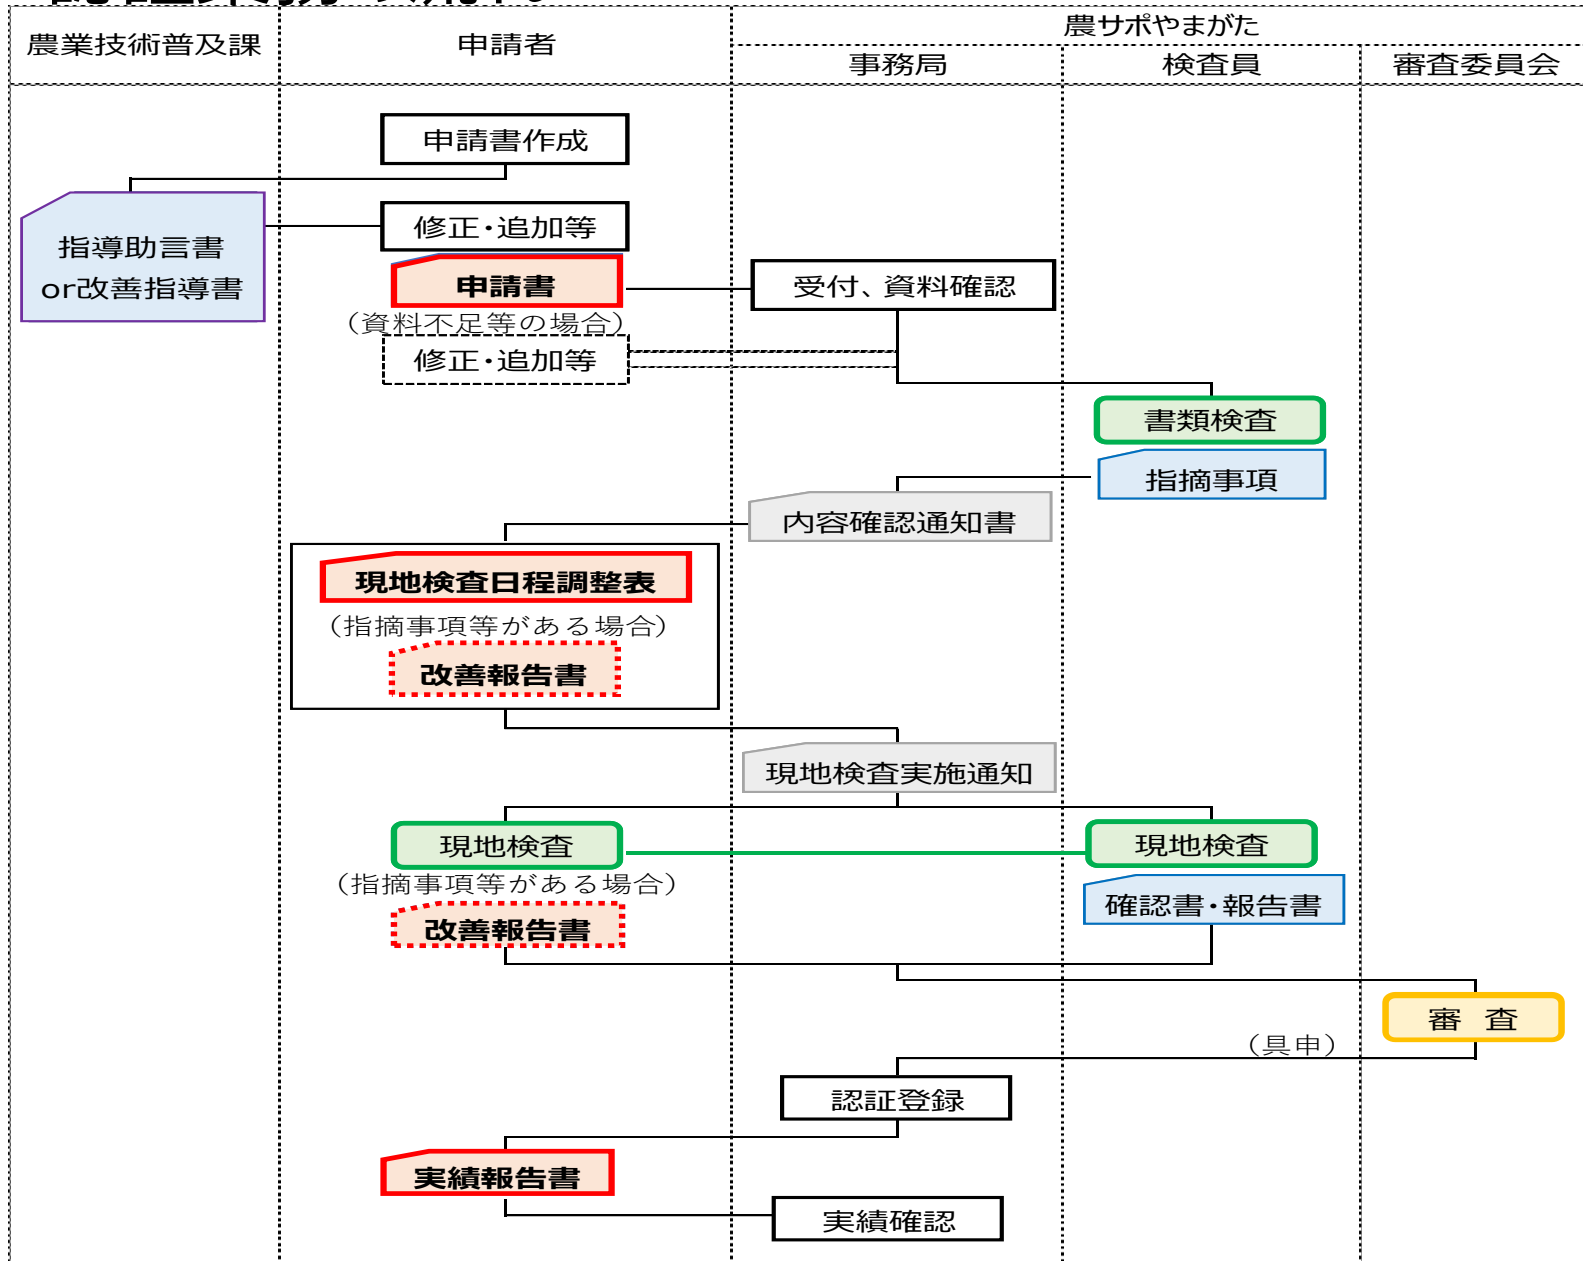 農業技術普及課
申請者
農サポやまがた
事務局
検査員
審査委員会
申請書作成
指導助言書
or改善指導書
修正・追加等
申請書
受付、資料確認
（資料不足等の場合）
修正・追加等
書類検査
指摘事項
内容確認通知書
現地検査日程調整表
（指摘事項等がある場合）
改善報告書
現地検査実施通知
現地検査
現地検査
（指摘事項等がある場合）
改善報告書
確認書・報告書
審　査
（具申）
認証登録
実績報告書
実績確認